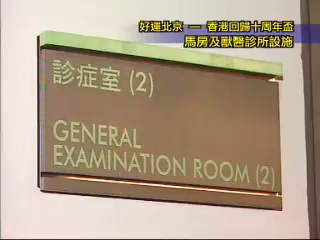 好運北京 — 香港回歸十周年盃
馬房及獸醫診所設施
診症室 (2)
GENERAL
EXAMINATION ROOM (2)